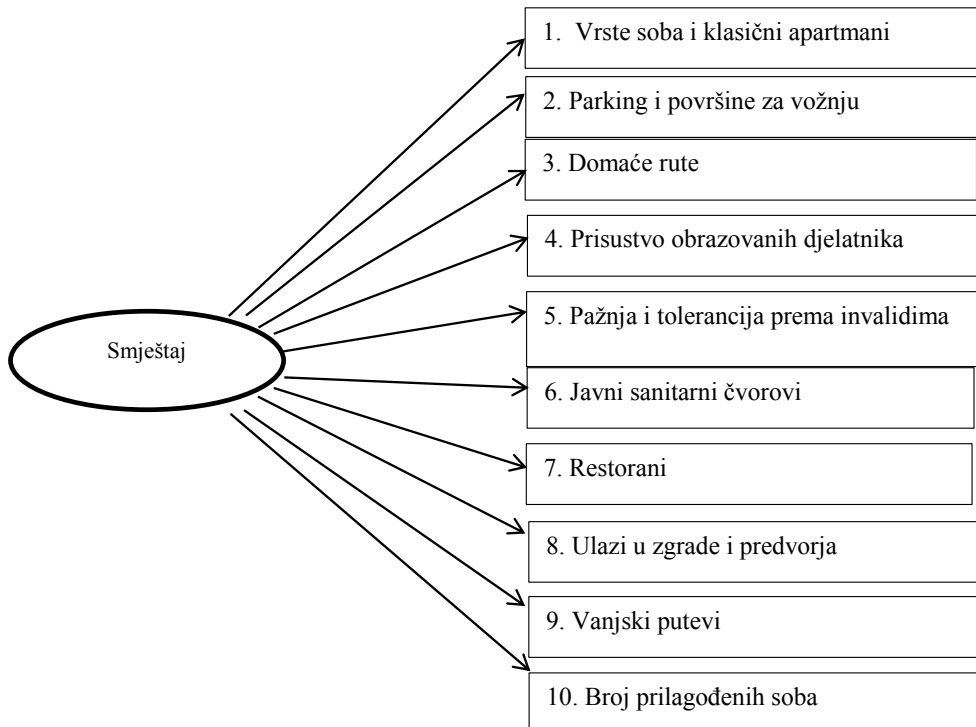 1. Vrste soba i klasični apartmani
2. Parking i površine za vožnju
3. Domaće rute
4. Prisustvo obrazovanih djelatnika
Smještaj
5. Pažnja i tolerancija prema invalidima
6. Javni sanitarni čvorovi
7. Restorani
8. Ulazi u zgrade i predvorja
9. Vanjski putevi
10. Broj prilagođenih soba